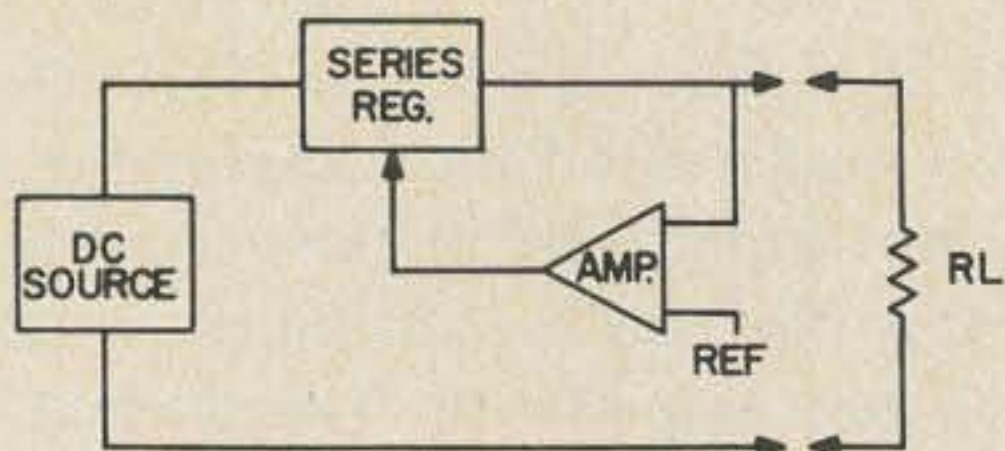 SERIES
REG.
DC
SOURCE
AMP.
REF
RL